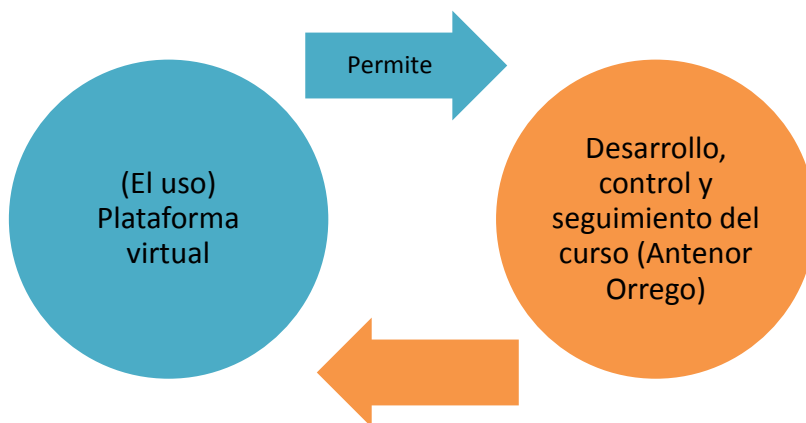 Permite
(El uso)
Plataforma
virtual
Desarrollo,
control y
seguimiento del
curso (Antenor
Orrego)